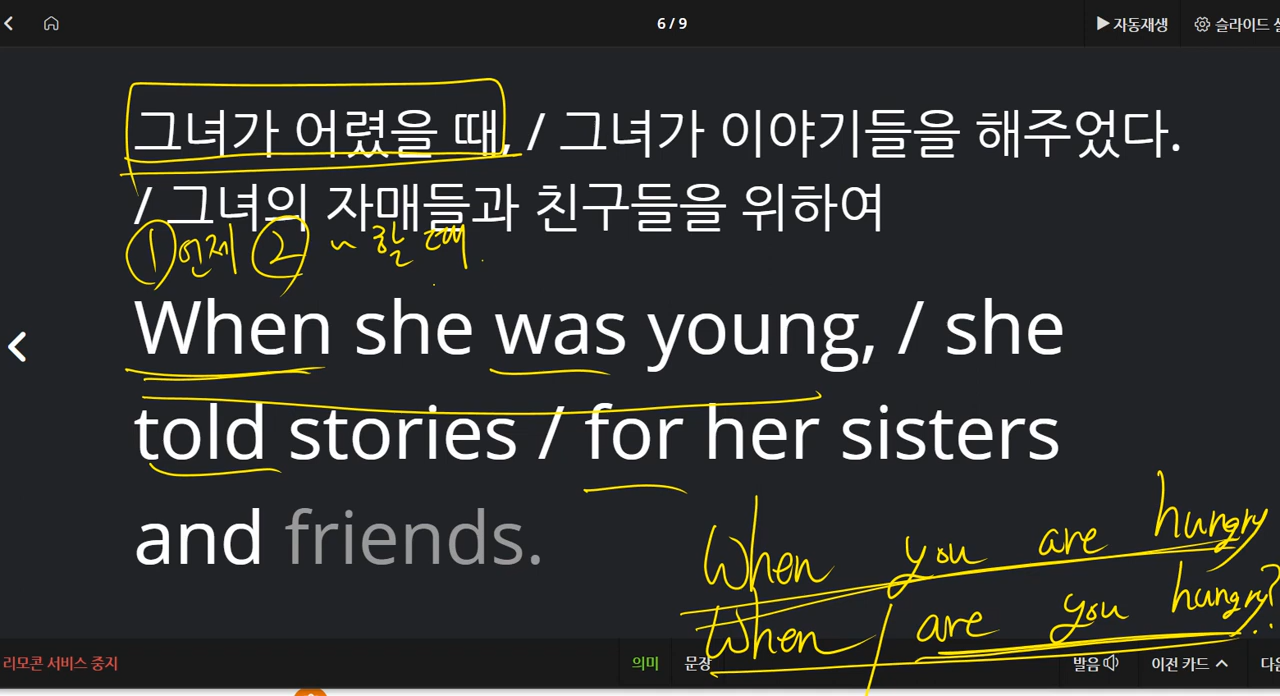 6 / 9
▶자동재생
슬라이드
그녀가 어렸을 때, / 그녀가 이야기들을 해주었다.
/ 그녀의 자매들과 친구들을 위하여
① 언제 ② ~ 할 때.
When she was young, / she
told stories / for her sisters
and friends.
When you are hungry
When / are you hungry?
리모콘 서비스 중지
의미
문장
발음
이전 카드